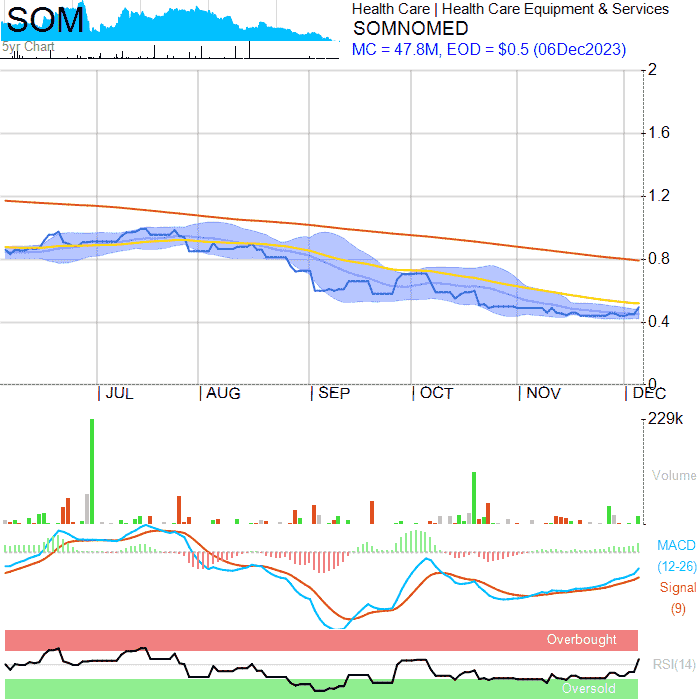 SOM
5yr Chart
Health Care | Health Care Equipment & Services
SOMNOMED
MC = 47.8M, EOD = $0.5 (06Dec2023)
2
1.6
1.2
0.8
0.4
0
JUL
AUG
SEP
OCT
NOV
DEC
229k
Volume
MACD
(12-26)
Signal
(9)
Overbought
RSI(14)
Oversold